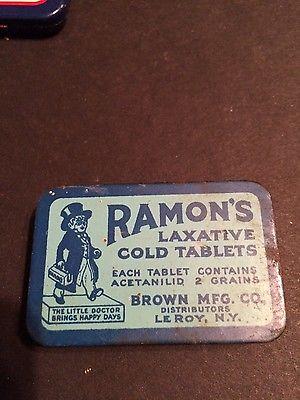 RAMON'S
LAXATIVE
COLD TABLETS
EACH TABLET CONTAINS
ACETANILID 2 GRAINS
BROWN MFG. CO.
DISTRIBUTORS
LE ROY, N.Y.
THE LITTLE DOCTOR
BRINGS HAPPY DAYS